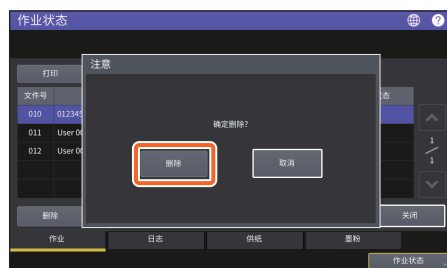 作业状态
注意
打印
文件号
态
010 012345
确定删除?
011 User 00
1
012 User 00
删除
取消
1
删除
关闭
作业
日志
供纸
墨粉
作业状态